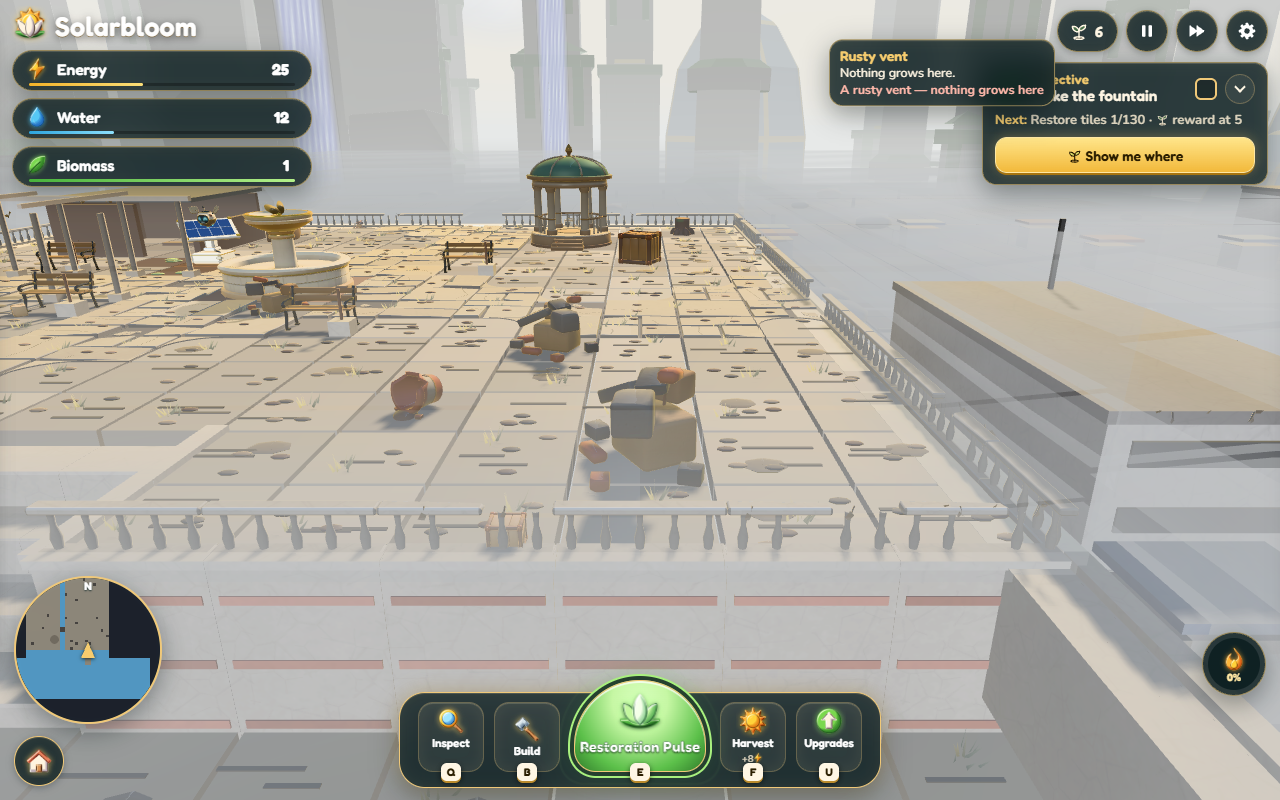 Solarbloom
Energy 25
Water 12
Biomass 1
6
Rusty vent
Nothing grows here.
A rusty vent — nothing grows here
ective
ke the fountain
Next: Restore tiles 1/130 · reward at 5
Show me where
N
0%
Inspect
Q
Build
B
Restoration Pulse
E
Harvest
+8
F
Upgrades
U